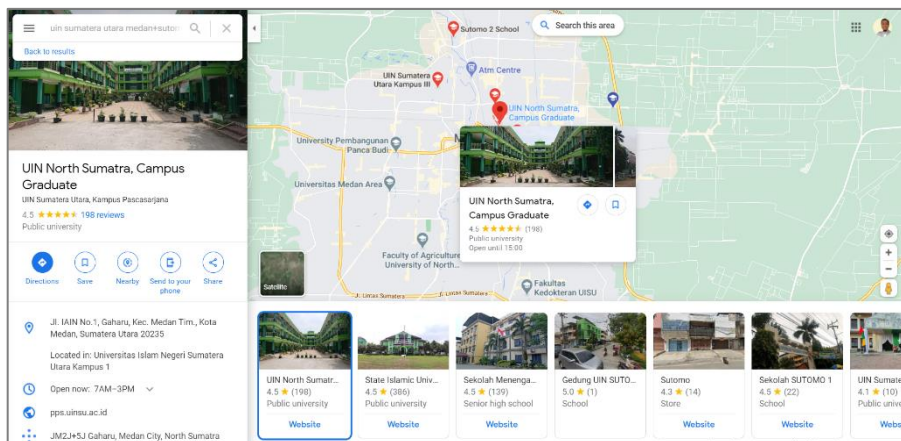 uin sumatera utara medan+sutom
Back to results
UIN North Sumatra, Campus
Graduate
UIN Sumatera Utara, Kampus Pascasarjana
4.5 ★★★★★ 198 reviews
Public university
Directions
Save
Nearby
Send to your
phone
Share
Jl. IAIN No.1, Gaharu, Kec. Medan Tim., Kota
Medan, Sumatera Utara 20235
Located in: Universitas Islam Negeri Sumatera
Utara Kampus 1
Open now: 7AM–3PM
pps.uinsu.ac.id
JM2J+5J Gaharu, Medan City, North Sumatra
Search this area
Sutomo 2 School
Atm Centre
UIN Sumatera
Utara Kampus III
UIN North Sumatra,
Campus Graduate
University Pembangunan
Panca Budi
M
Universitas Medan Area
UIN North Sumatra,
Campus Graduate
4.5 ★★★★★ (198)
Public university
Open until 15:00
Faculty of Agriculture
University of North...
Fakultas
Kedokteran UISU
Satellite
JL. Lintas Sumatera
JL. Lintas Sumatera
UIN North Sumatr...
4.5 ★ (198)
Public university
Website
State Islamic Univ...
4.5 ★ (386)
Public university
Website
Sekolah Menenga...
4.5 ★ (139)
Senior high school
Website
Gedung UIN SUTO...
5.0 ★ (1)
School
Sutomo
4.3 ★ (14)
Store
Website
Sekolah SUTOMO 1
4.5 ★ (22)
School
Website
UIN Sumate
4.1 ★ (10)
Public unive
Website